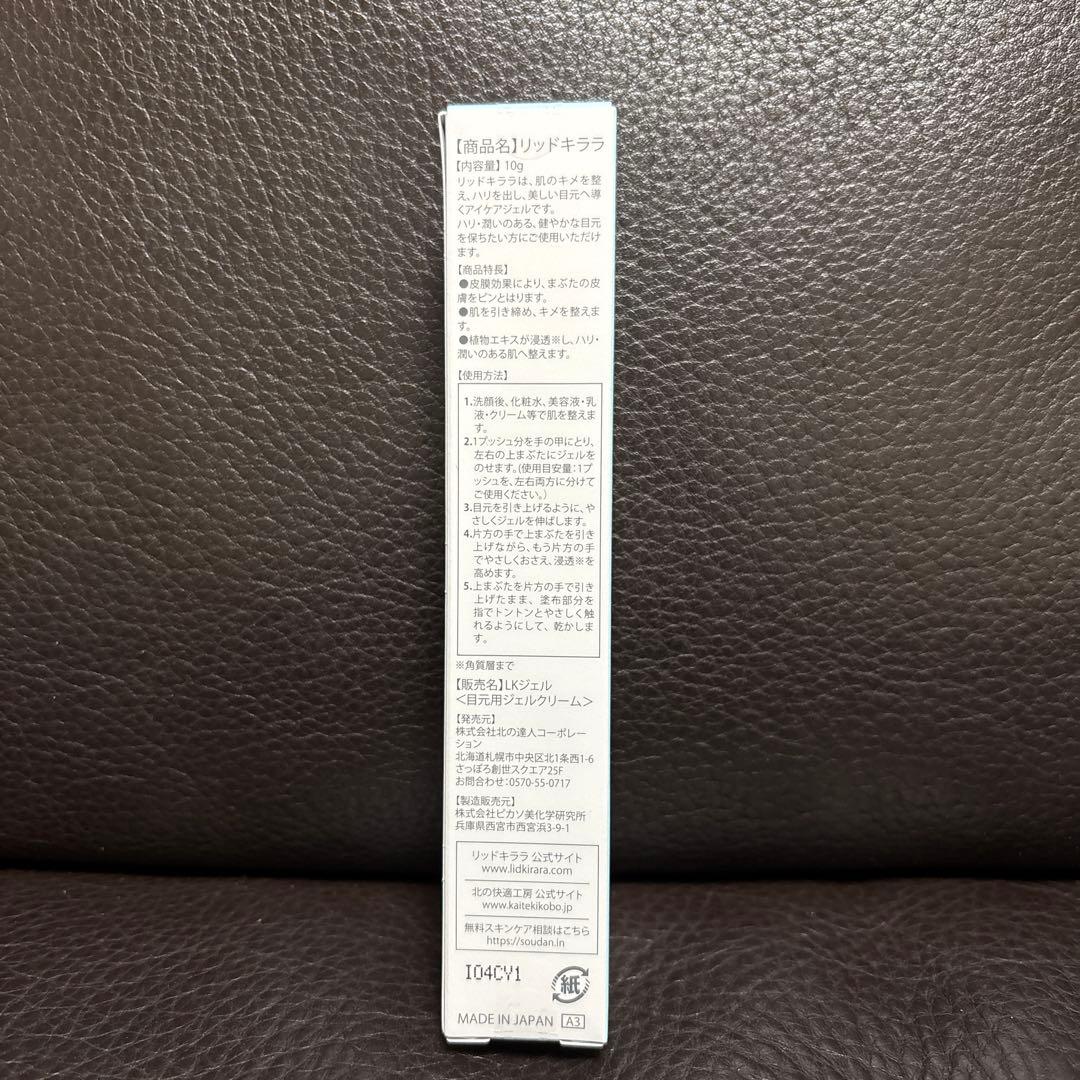 【商品名】リッドキララ
【内容量】10g
リッドキララは、肌のキメを整
え、ハリを出し、美しい目元へ導
くアイケアジェルです。
ハリ・潤いのある、健やかな目元
を保ちたい方にご使用いただけ
ます。
【商品特長】
●皮膜効果により、まぶたの皮
膚をピンとはります。
●肌を引き締め、キメを整えま
す。
●植物エキスが浸透※し、ハリ・
潤いのある肌へ整えます。
【使用方法】
1.洗顔後、化粧水、美容液・乳
液・クリーム等で肌を整えま
す。
2.1プッシュ分を手の甲にとり、
左右の上まぶたにジェルを
のせます。(使用目安量:1プ
ッシュを、左右両方に分けて
ご使用ください。)
3.目元を引き上げるように、や
さしくジェルを伸ばします。
4.片方の手で上まぶたを引き
上げながら、もう片方の手
でやさしくおさえ、浸透※を
高めます。
5.上まぶたを片方の手で引き
上げたまま、塗布部分を
指でトントンとやさしく触
れるようにして、乾かしま
す。
※角質層まで
【販売名】LKジェル
＜目元用ジェルクリーム＞
【発売元】
株式会社北の達人コーポレー
ション
北海道札幌市中央区北1条西1-6
さっぽろ創世スクエア25F
お問合わせ:0570-55-0717
【製造販売元】
株式会社ピカソ美化学研究所
兵庫県西宮市西宮浜3-9-1
リッドキララ 公式サイト
www.lidkirara.com
北の快適工房 公式サイト
www.kaitekikobo.jp
無料スキンケア相談はこちら
https://soudan.in
IO4CY1
紙
MADE IN JAPAN A3